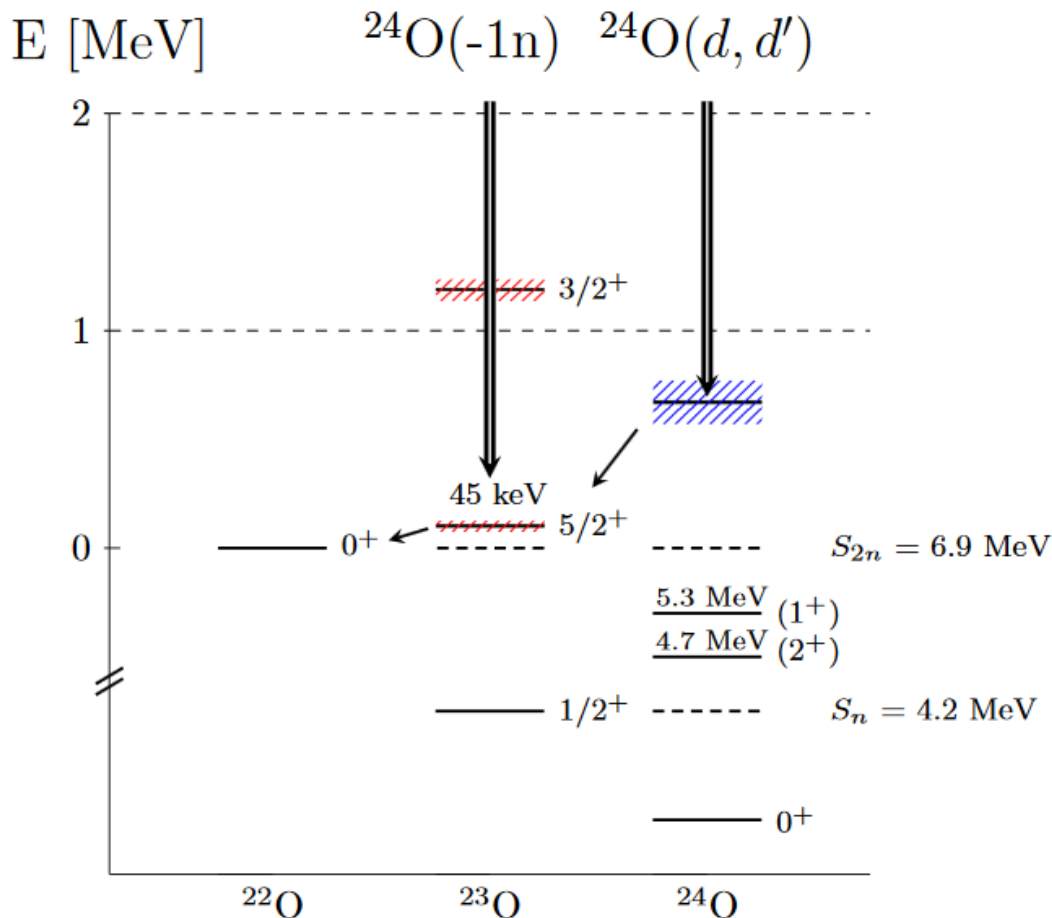 E [MeV] ²⁴O(-1n) ²⁴O(d, d′)
2
3/2⁺
1
45 keV
5/2⁺
0 0⁺ S₂ₙ = 6.9 MeV
5.3 MeV (1⁺)
4.7 MeV (2⁺)
1/2⁺ Sₙ = 4.2 MeV
0⁺
²²O ²³O ²⁴O